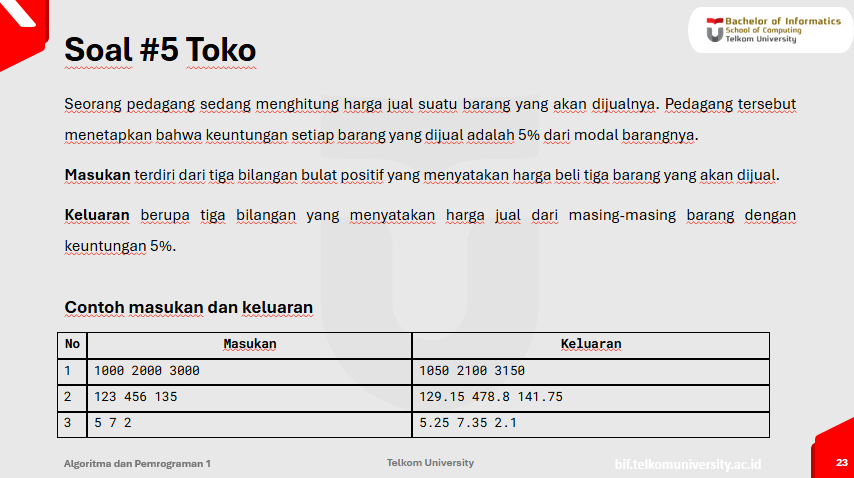 Bachelor of Informatics
School of Computing
Telkom University
Soal #5 Toko
Seorang pedagang sedang menghitung harga jual suatu barang yang akan dijualnya. Pedagang tersebut
menetapkan bahwa keuntungan setiap barang yang dijual adalah 5% dari modal barangnya.
Masukan terdiri dari tiga bilangan bulat positif yang menyatakan harga beli tiga barang yang akan dijual.
Keluaran berupa tiga bilangan yang menyatakan harga jual dari masing-masing barang dengan
keuntungan 5%.
Contoh masukan dan keluaran
No Masukan Keluaran
1 1000 2000 3000 1050 2100 3150
2 123 456 135 129.15 478.8 141.75
3 5 7 2 5.25 7.35 2.1
Algoritma dan Pemrograman 1 Telkom University bif.telkomuniversity.ac.id 23